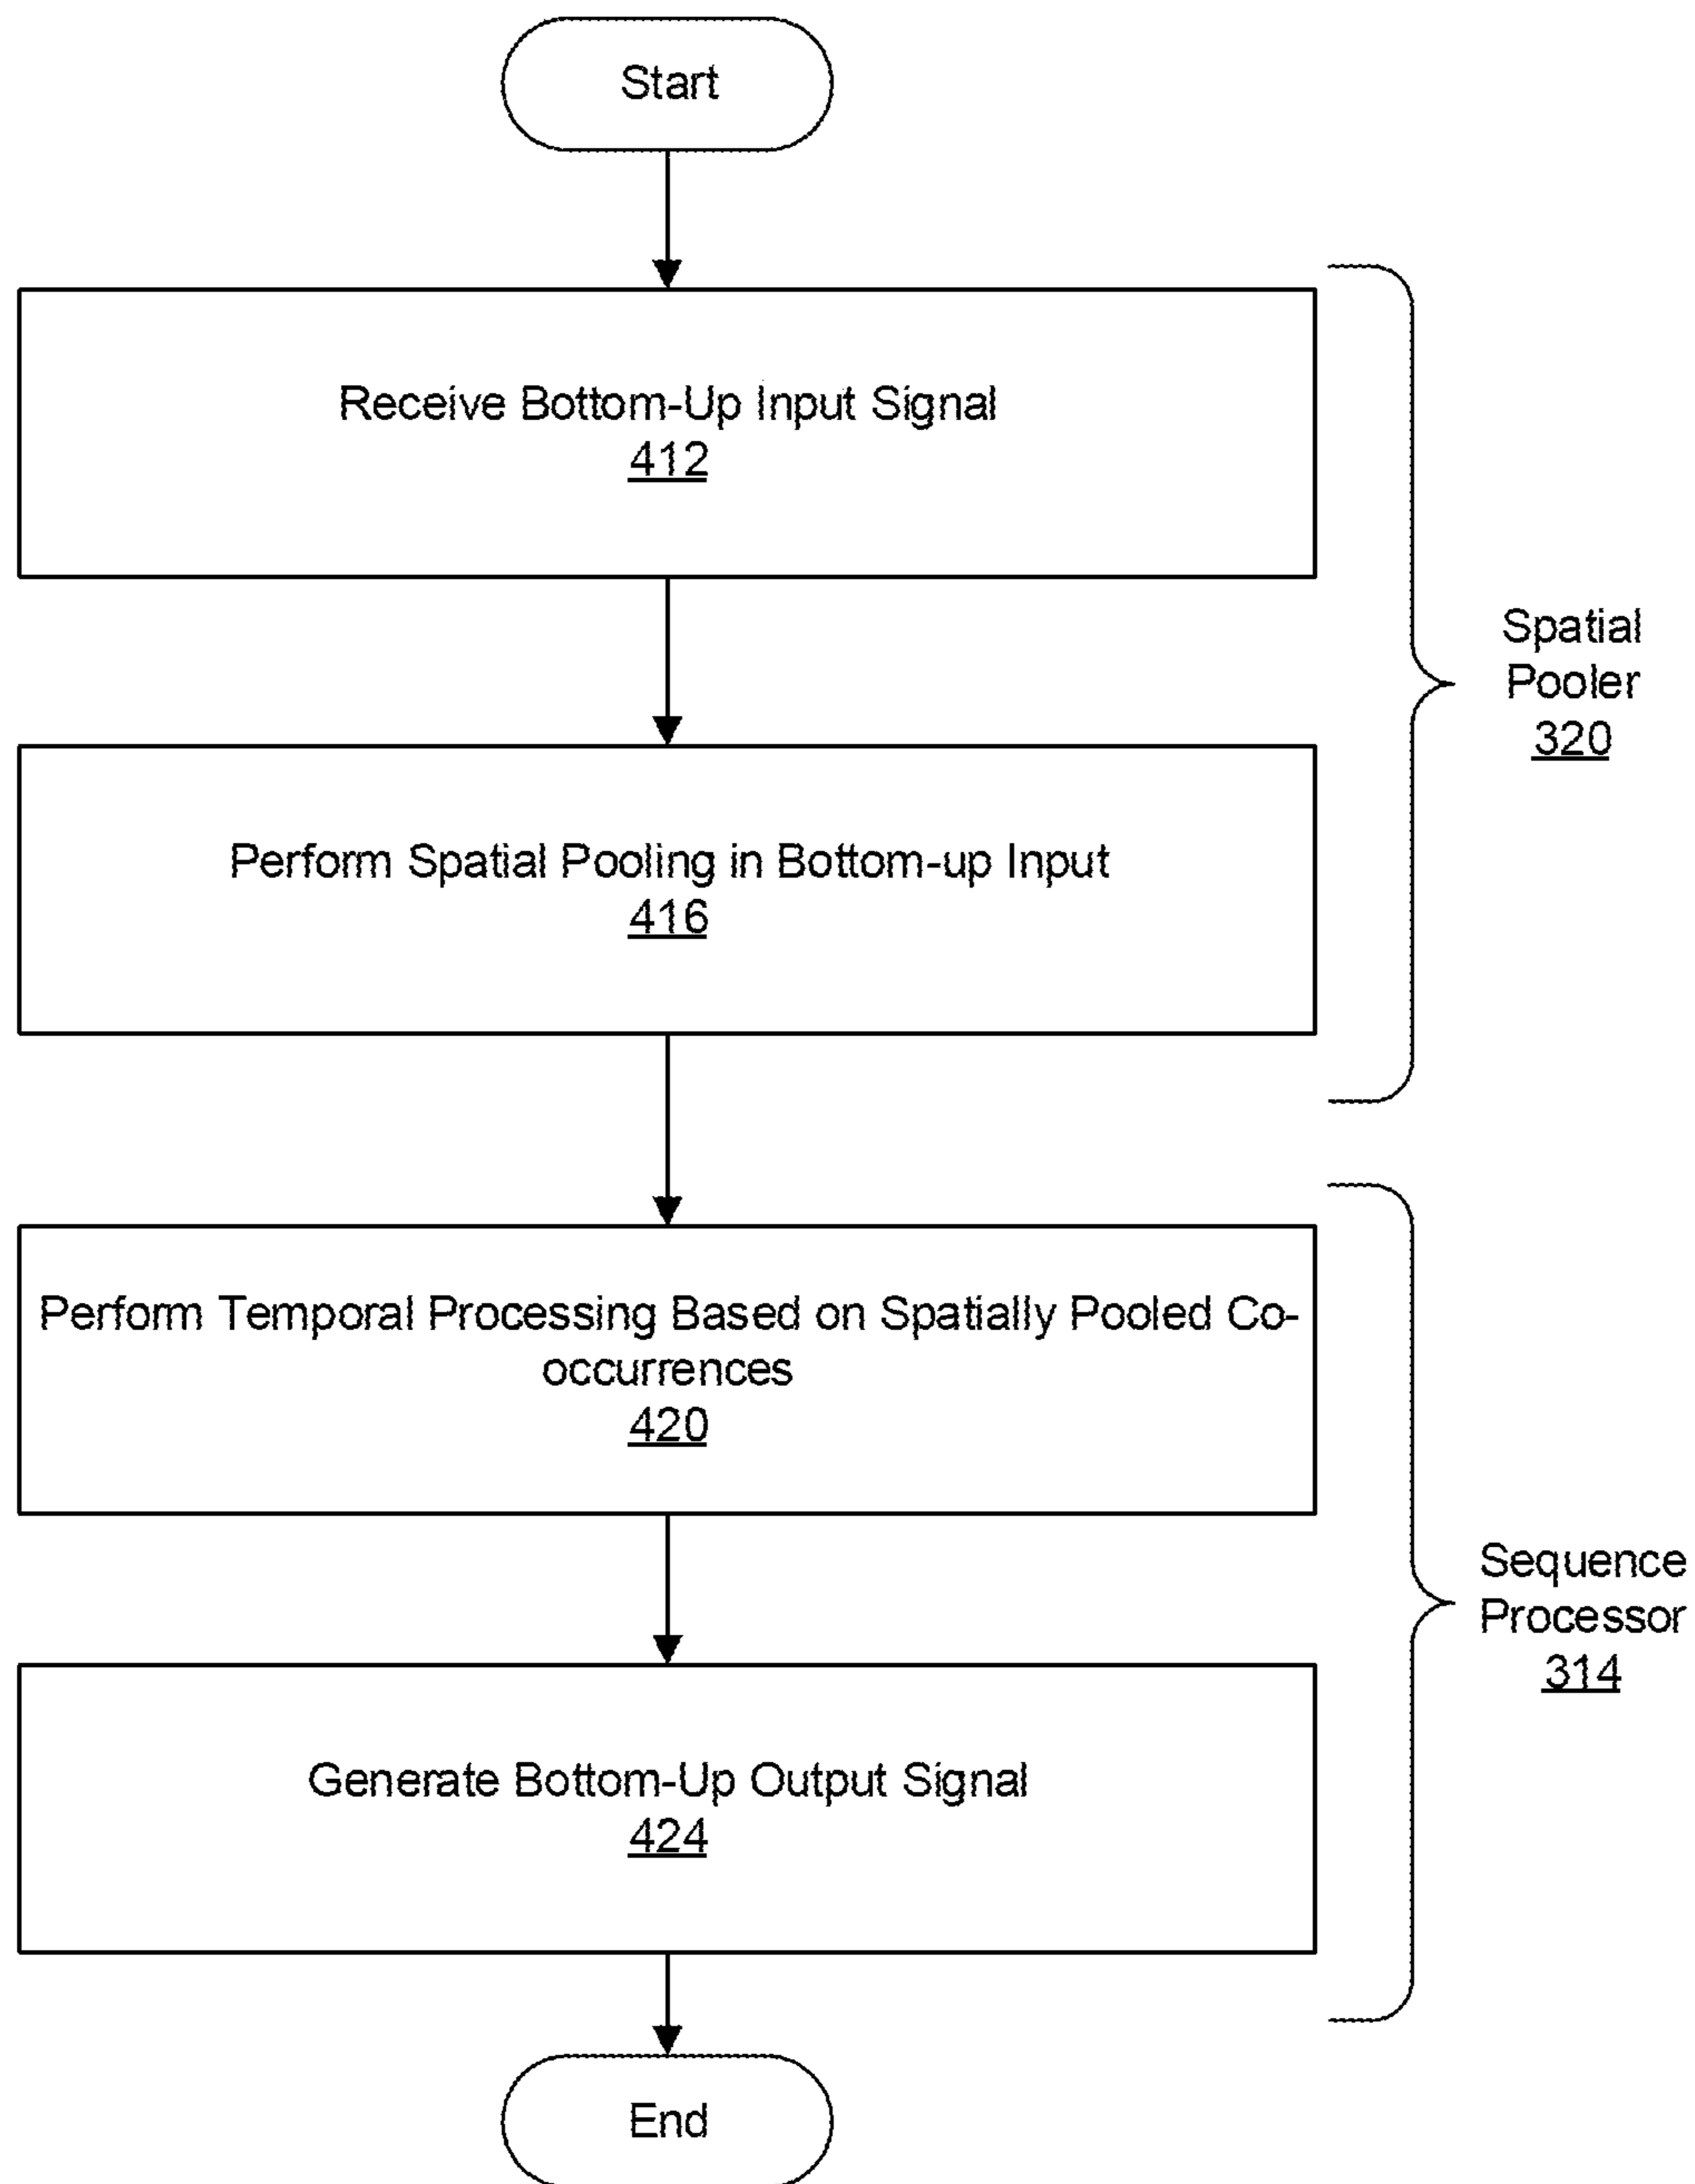 Start
Receive Bottom-Up Input Signal
412
Perform Spatial Pooling in Bottom-up Input
416
Spatial
Pooler
320
Perform Temporal Processing Based on Spatially Pooled Co-
occurrences
420
Generate Bottom-Up Output Signal
424
Sequence
Processor
314
End